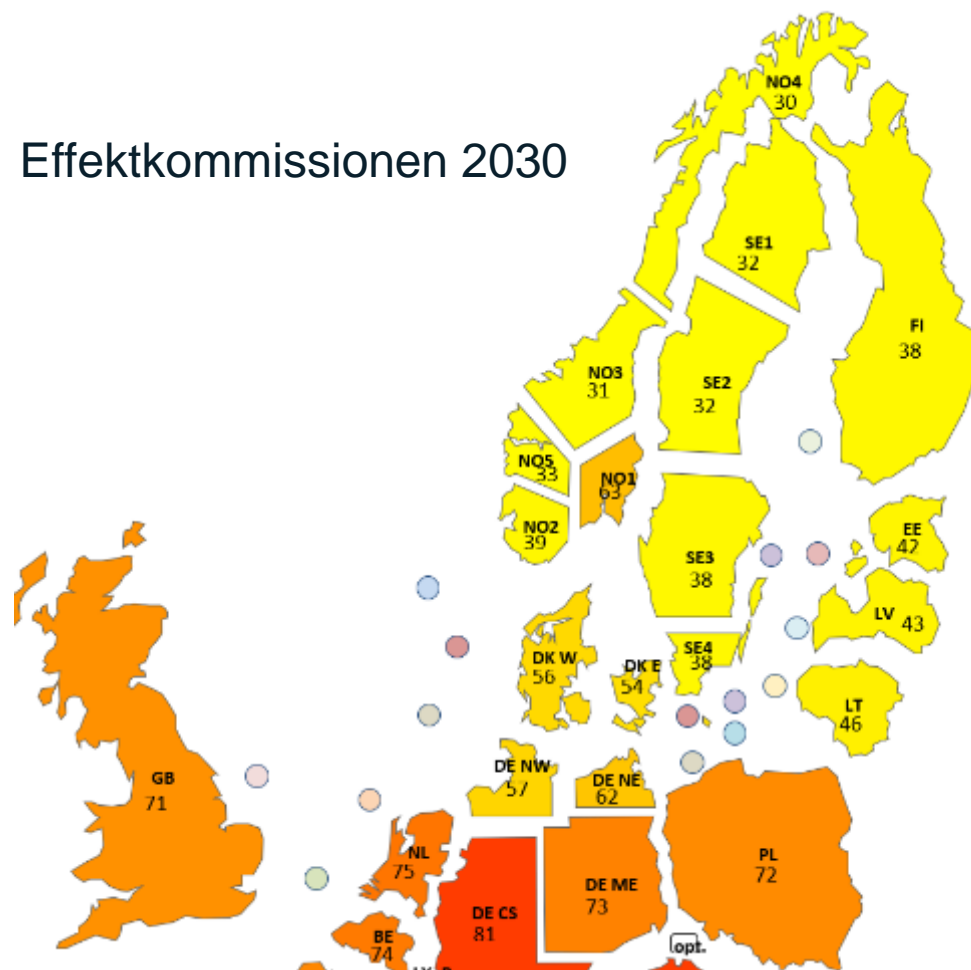 NO4
30
Effektkommissionen 2030
SE1
32
FI
38
NO3
31
SE2
32
NO5
33
NO1
63
NO2
39
SE3
38
EE
42
LV 43
SE4
38
DK W
56
DK E
54
LT
46
DE NW
57
DE NE
62
GB
71
NL
75
PL
72
DE ME
73
DE CS
81
BE
74
opt.